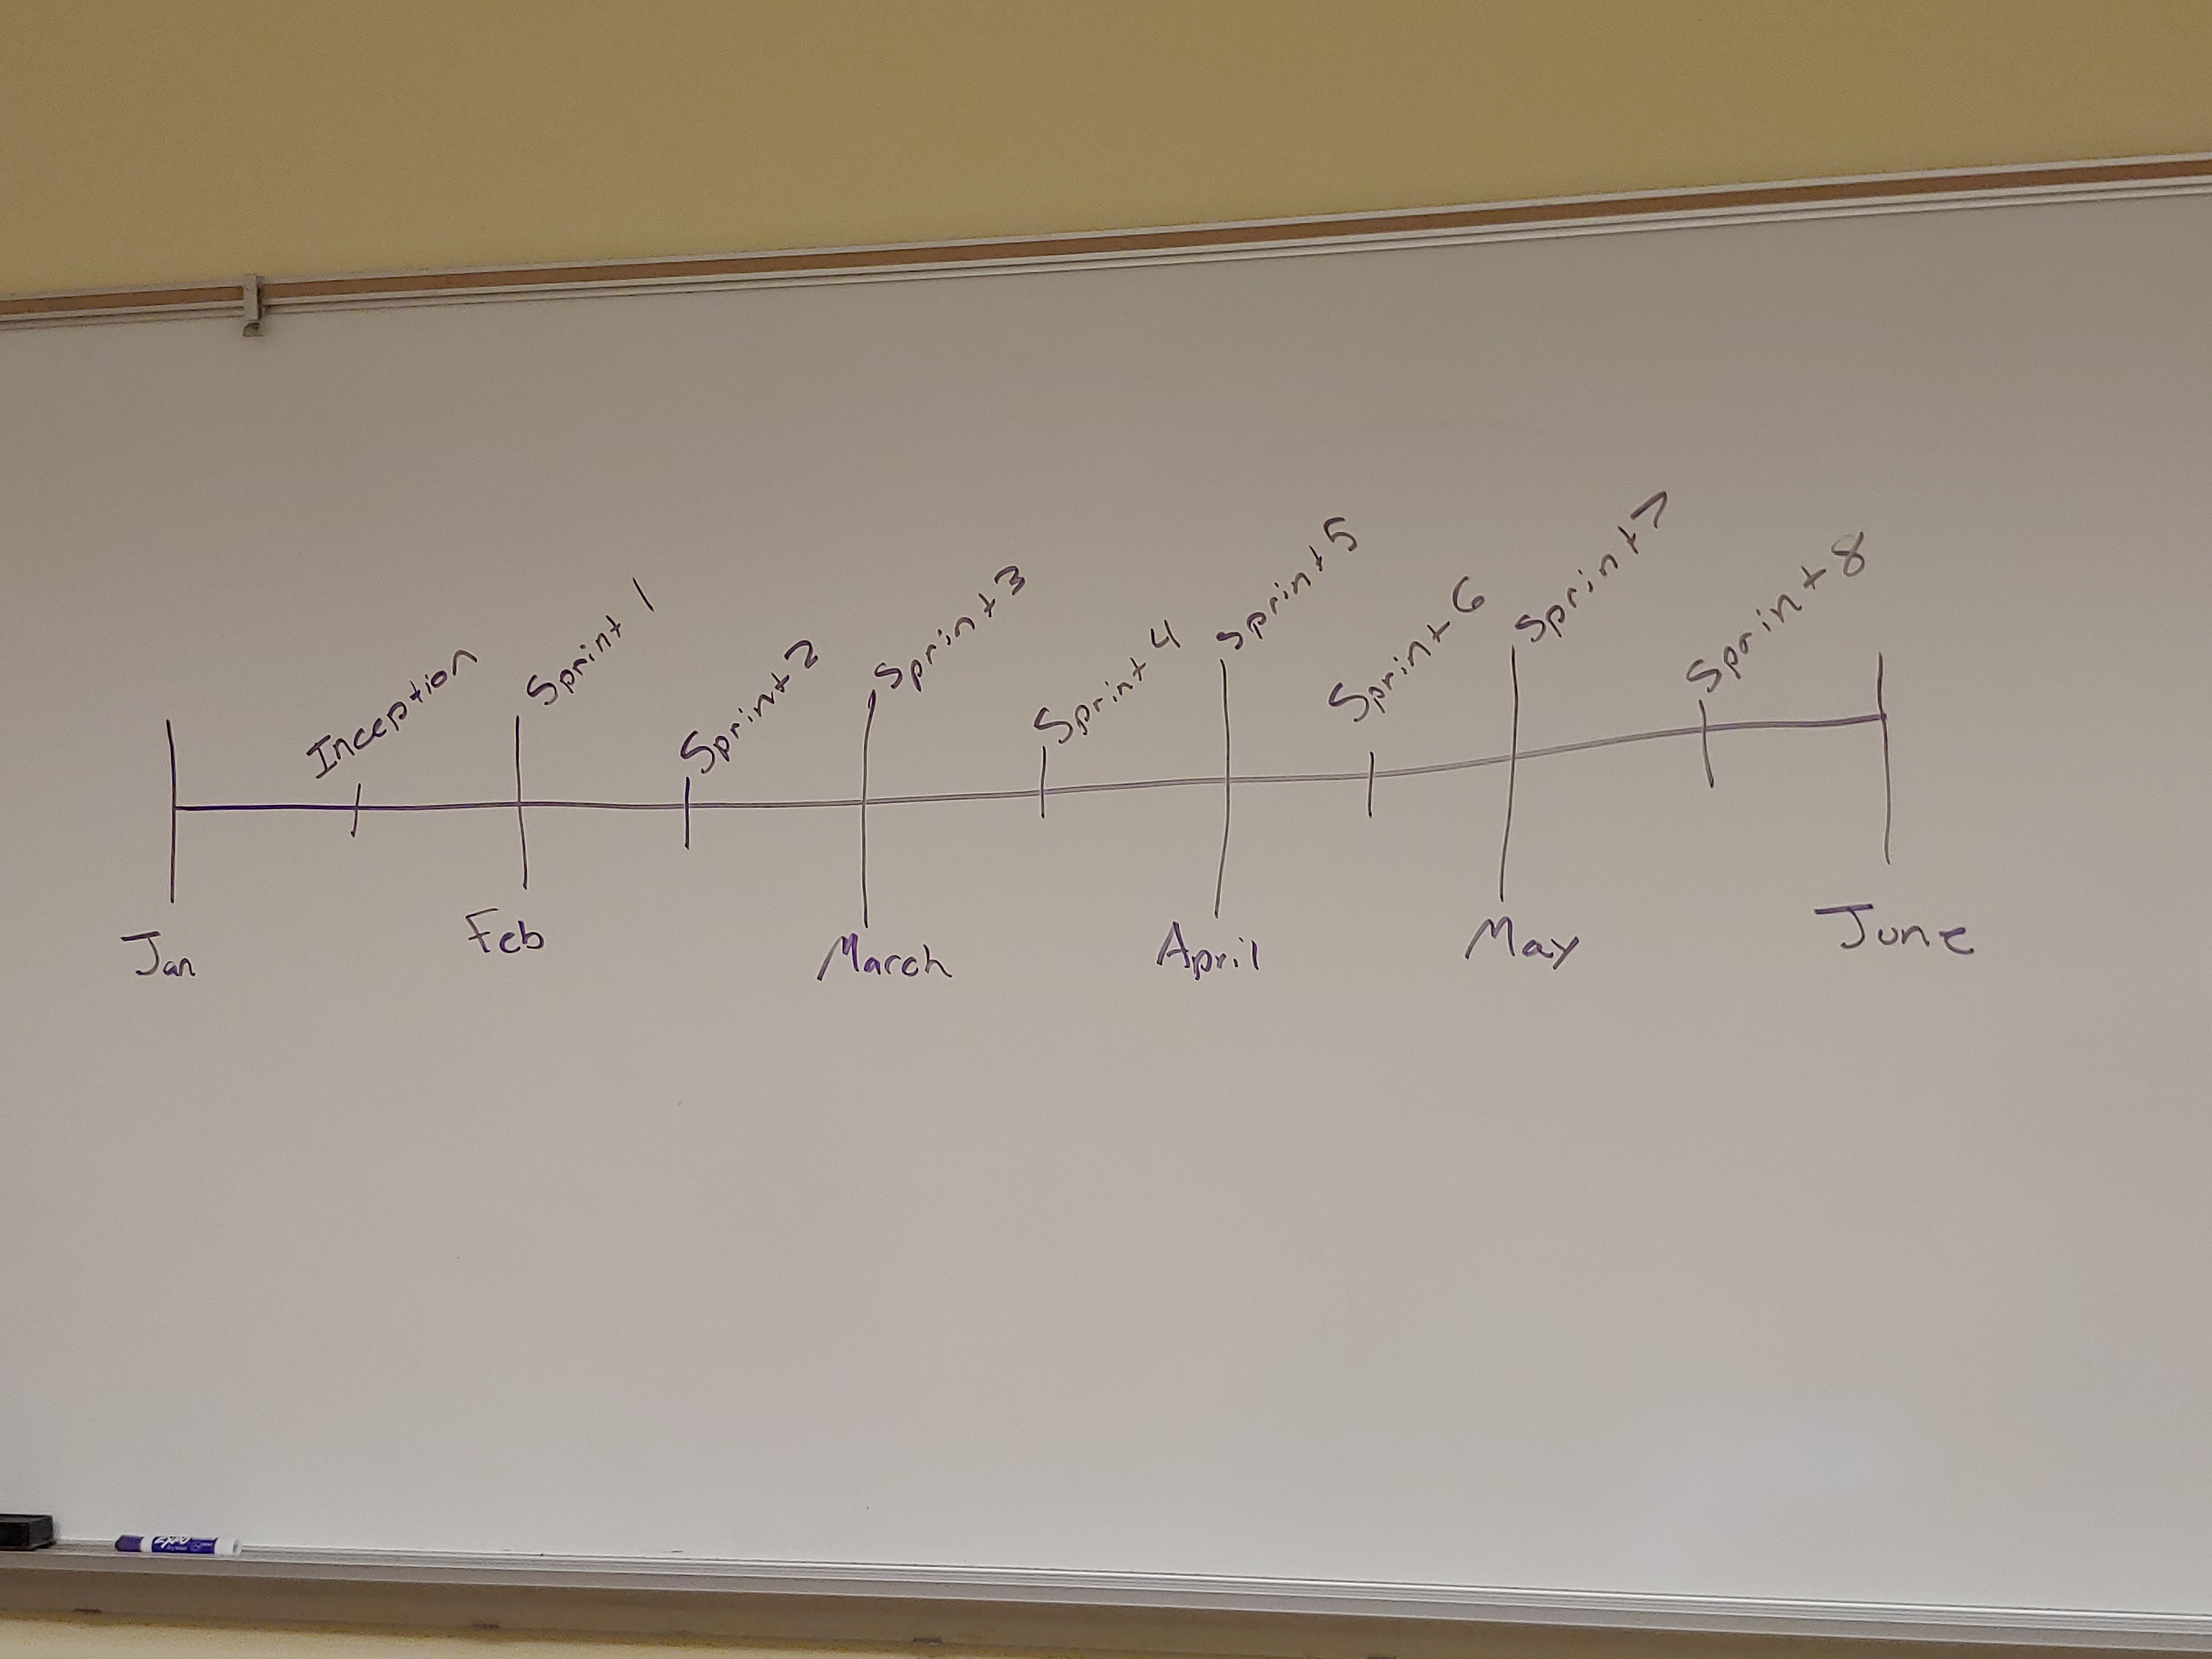 Inception
Sprint 1
Sprint 2
Sprint 3
Sprint 4
Sprint 5
Sprint 6
Sprint 7
Sprint 8
Jan
Feb
March
April
May
June
EXPO